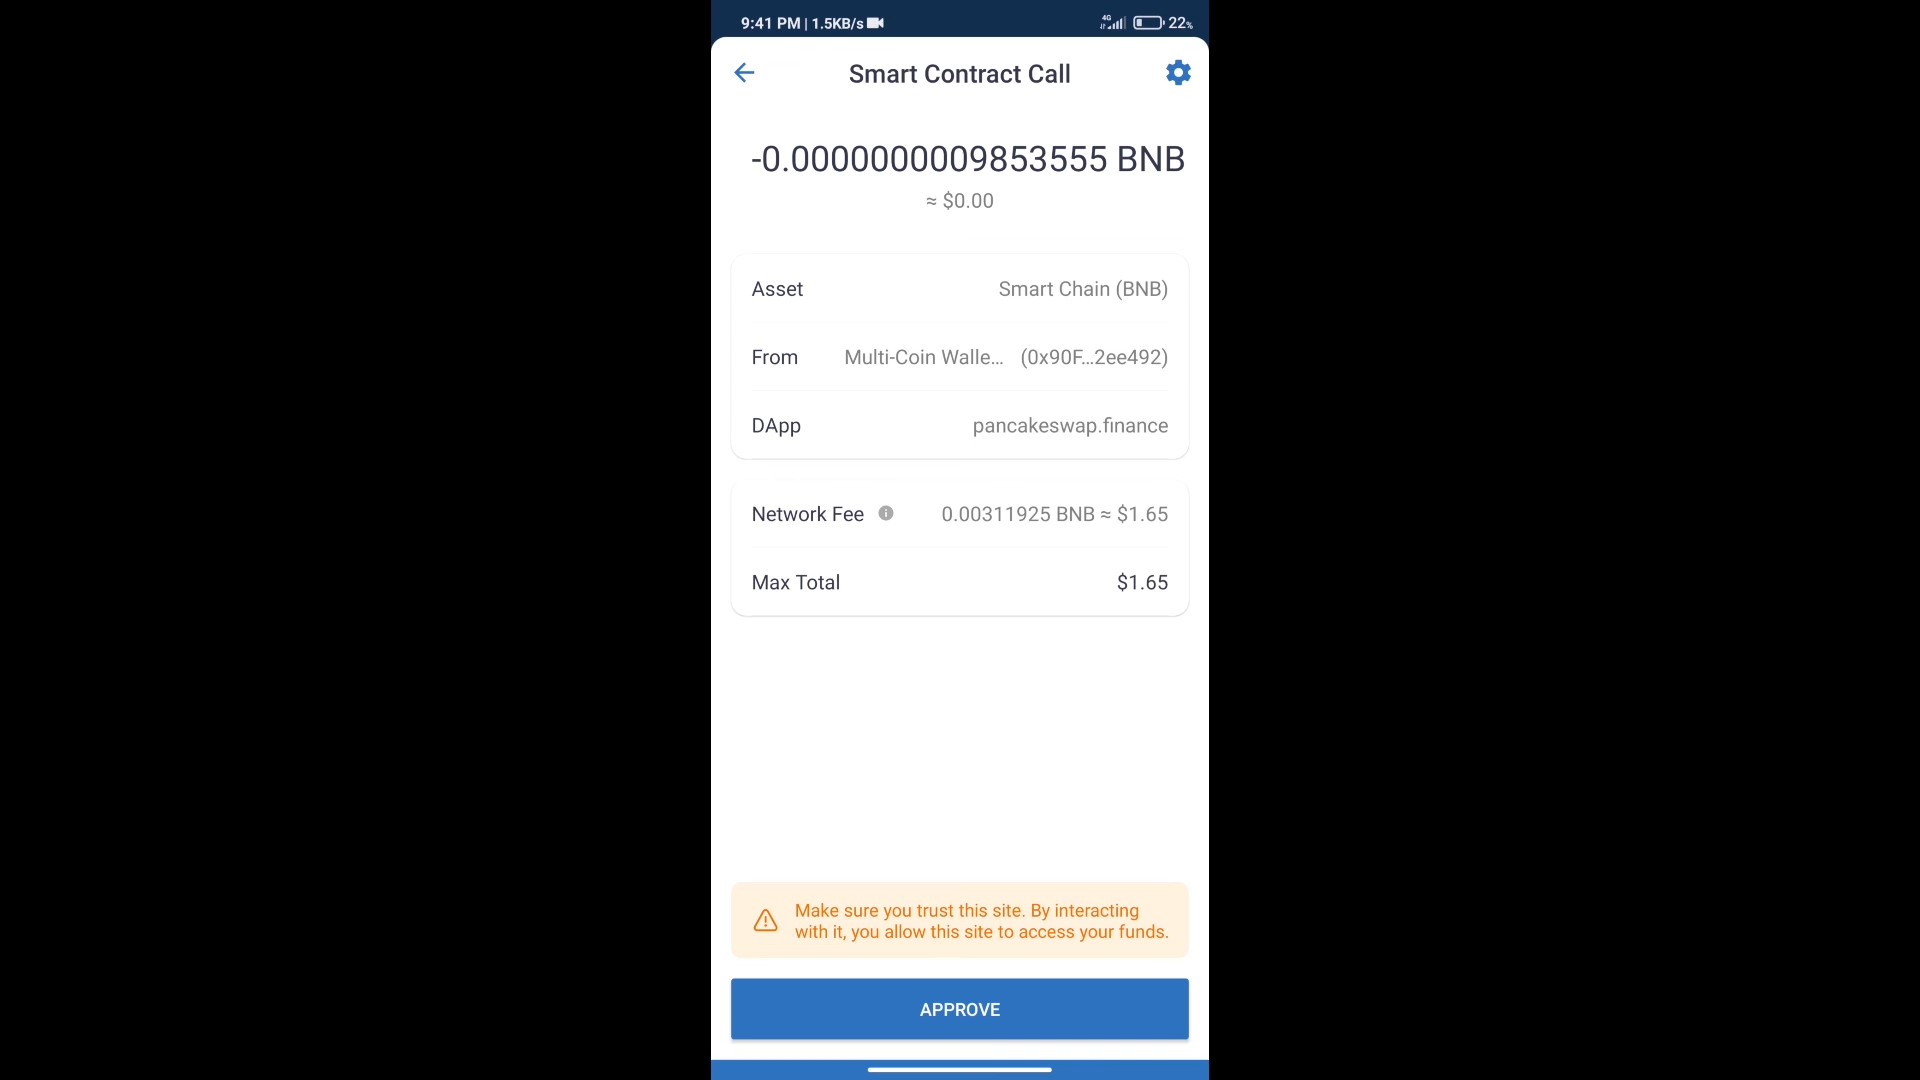 9:41 PM | 1.5KB/s 4G 22%
Smart Contract Call
-0.0000000009853555 BNB
≈ $0.00
Asset Smart Chain (BNB)
From Multi-Coin Walle... (0x90F...2ee492)
DApp pancakeswap.finance
Network Fee 0.00311925 BNB ≈ $1.65
Max Total $1.65
Make sure you trust this site. By interacting
with it, you allow this site to access your funds.
APPROVE